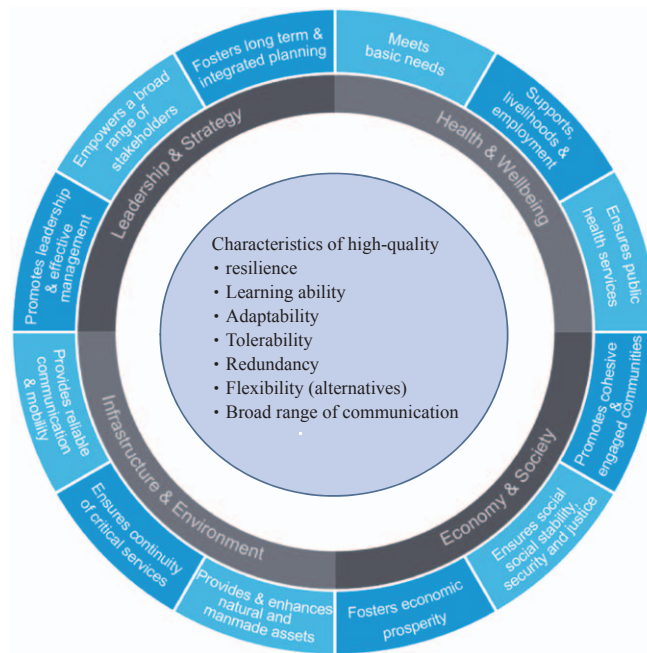 Fosters long term &
integrated planning
Meets
basic needs
Supports,
livelihoods &
employment
Ensures public
health services
Promotes cohesive
&
engaged communities
Ensures social
social stability,
security and justice
Fosters economic
prosperity
Provides & enhances
natural and
manmade assets
Ensures continuity
of critical services
Provides reliable
communication
& mobility
Promotes leadership
& effective
management
Empowers a broad
range of
stakeholders
Leadership & Strategy
Health & Wellbeing
Economy & Society
Infrastructure & Environment
Characteristics of high-quality
• resilience
• Learning ability
• Adaptability
• Tolerability
• Redundancy
• Flexibility (alternatives)
• Broad range of communication